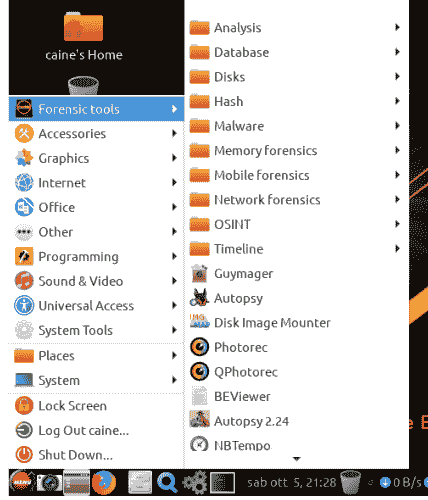 caine's Home
Forensic tools
Accessories
Graphics
Internet
Office
Other
Programming
Sound & Video
Universal Access
System Tools
Places
System
Lock Screen
Log Out caine...
Shut Down...
Analysis
Database
Disks
Hash
Malware
Memory forensics
Mobile forensics
Network forensics
OSINT
Timeline
Guymager
Autopsy
Disk Image Mounter
Photorec
QPhotorec
BEViewer
Autopsy 2.24
NBTempo
MENU
sab ott 5, 21:28
0 B/s